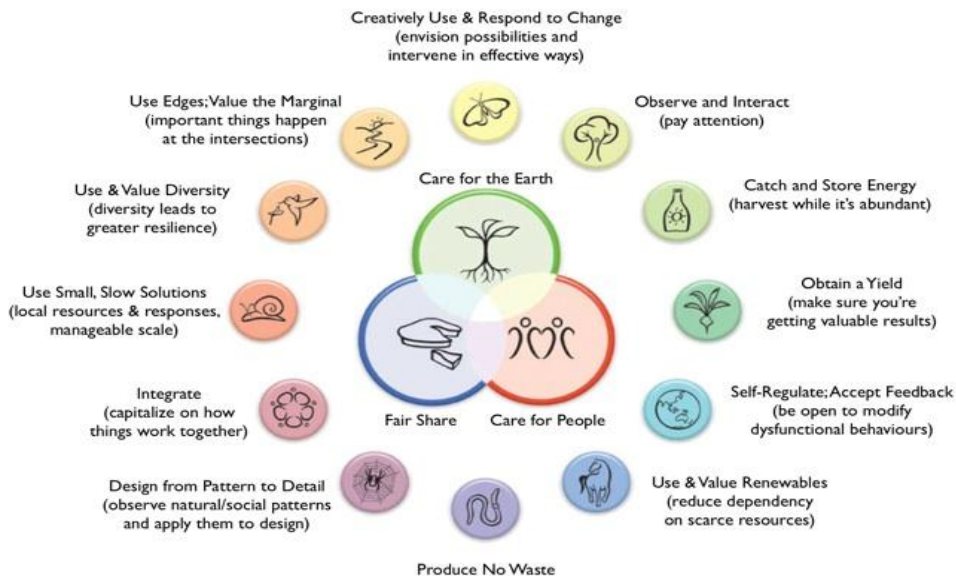 Creatively Use & Respond to Change
(envision possibilities and
intervene in effective ways)
Use Edges; Value the Marginal
(important things happen
at the intersections)
Observe and Interact
(pay attention)
Care for the Earth
Use & Value Diversity
(diversity leads to
greater resilience)
Catch and Store Energy
(harvest while it's abundant)
Use Small, Slow Solutions
(local resources & responses,
manageable scale)
Obtain a Yield
(make sure you're
getting valuable results)
Integrate
(capitalize on how
things work together)
Fair Share
Care for People
Self-Regulate; Accept Feedback
(be open to modify
dysfunctional behaviours)
Design from Pattern to Detail
(observe natural/social patterns
and apply them to design)
Use & Value Renewables
(reduce dependency
on scarce resources)
Produce No Waste